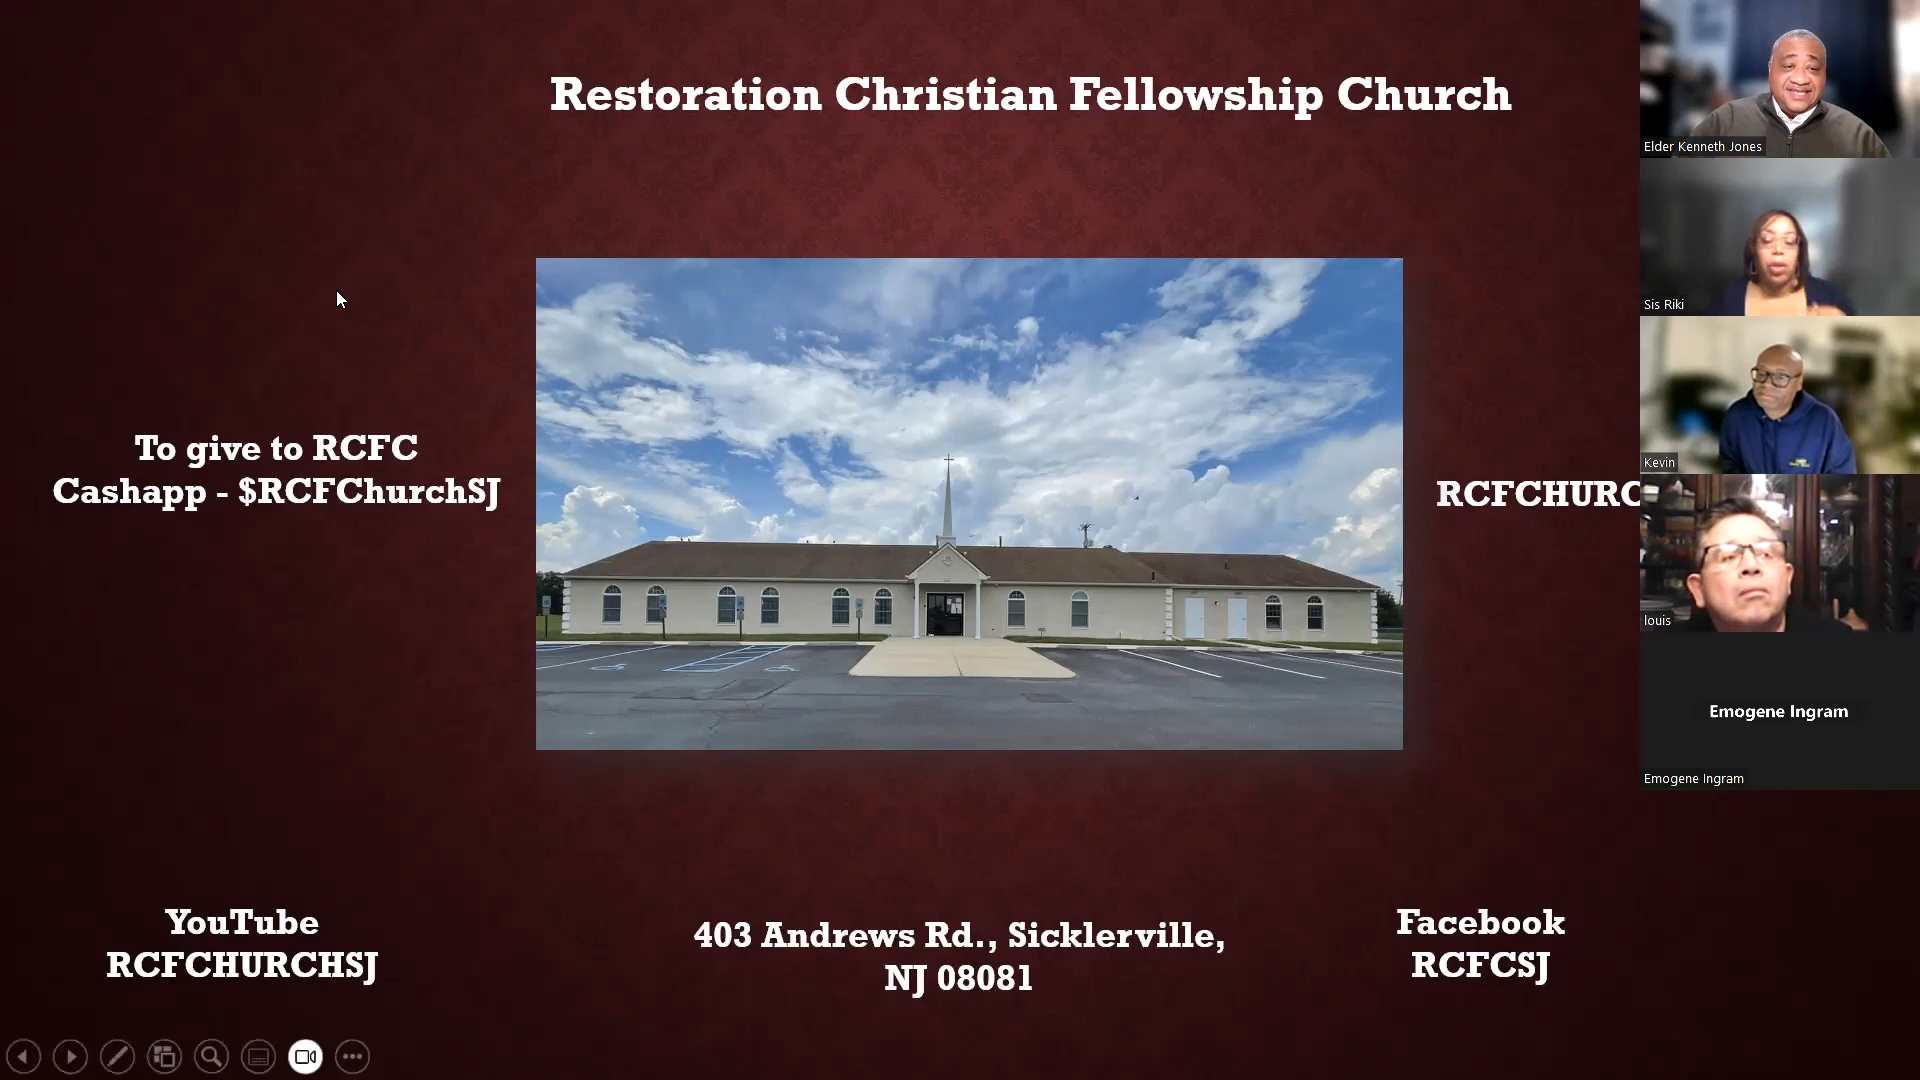 Restoration Christian Fellowship Church
To give to RCFC
Cashapp - $RCFChurchSJ
RCFCHURC
YouTube
RCFCHURCHSJ
403 Andrews Rd., Sicklerville,
NJ 08081
Facebook
RCFCSJ
Elder Kenneth Jones
Sis Riki
Kevin
louis
Emogene Ingram
Emogene Ingram